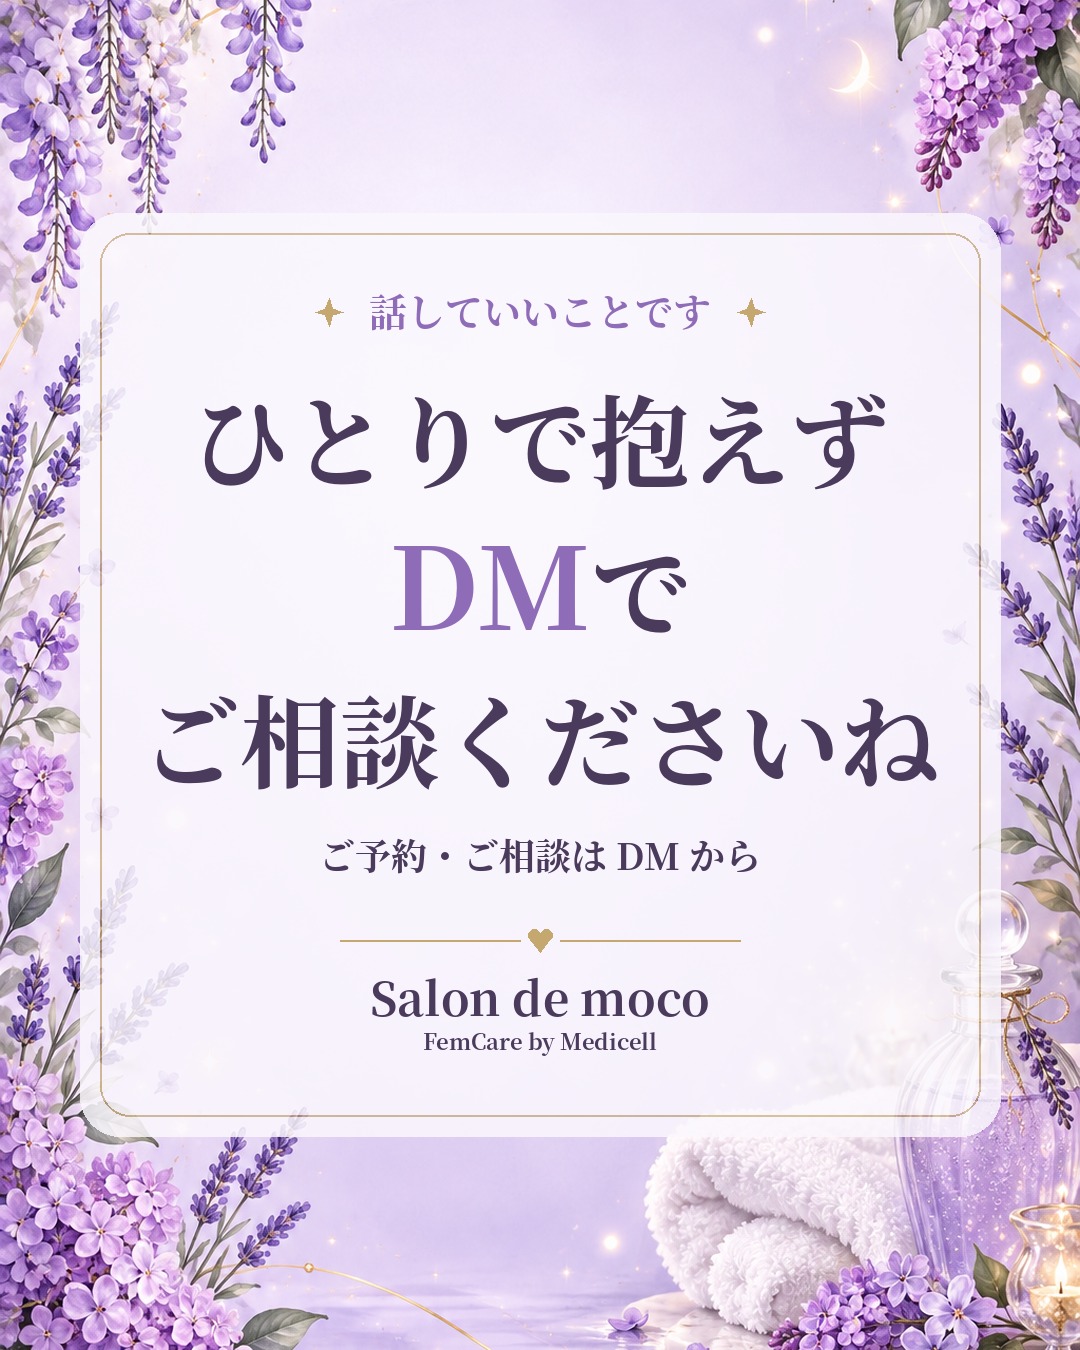 話していいことです
ひとりで抱えず
DMで
ご相談くださいね
ご予約・ご相談は DM から
Salon de moco
FemCare by Medicell